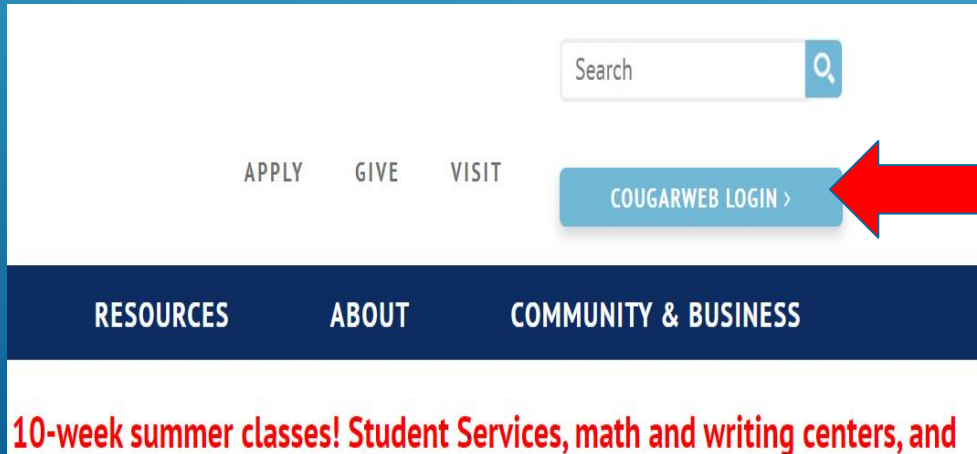 Search
APPLY GIVE VISIT
COUGARWEB LOGIN >
RESOURCES ABOUT COMMUNITY & BUSINESS
10-week summer classes! Student Services, math and writing centers, and